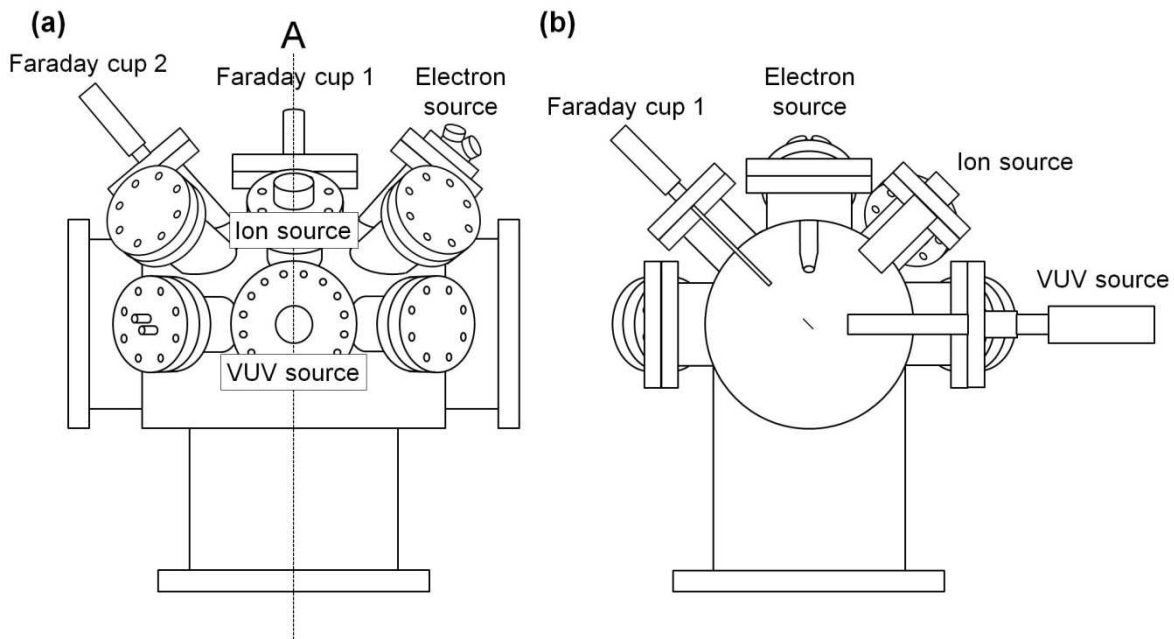 (a)
A
Faraday cup 2
Faraday cup 1
Electron
source
Ion source
VUV source
(b)
Electron
source
Faraday cup 1
Ion source
VUV source